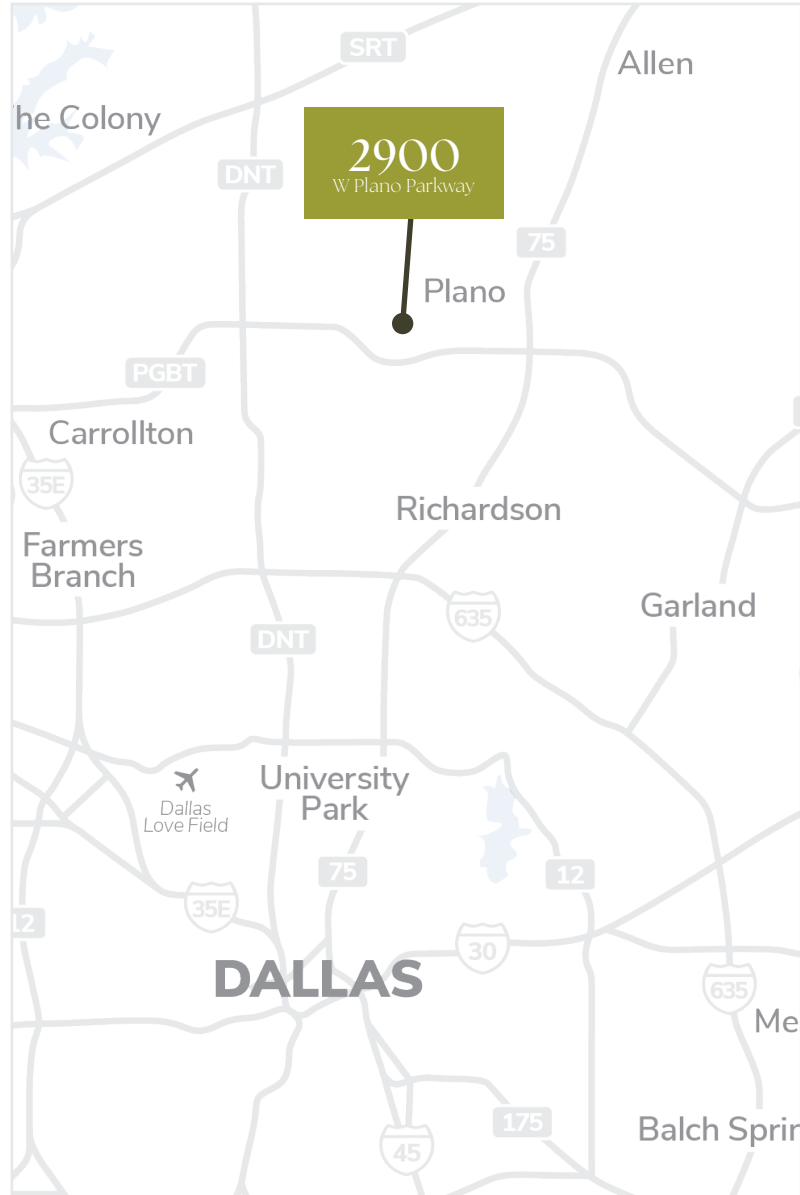 SRT
Allen
he Colony
2900
W Plano Parkway
DNT
75
Plano
PGBT
Carrollton
35E
Richardson
Farmers
Branch
Garland
635
DNT
University
Park
Dallas
Love Field
75
12
35E
12
30
DALLAS
635
Me
175
Balch Sprin
45